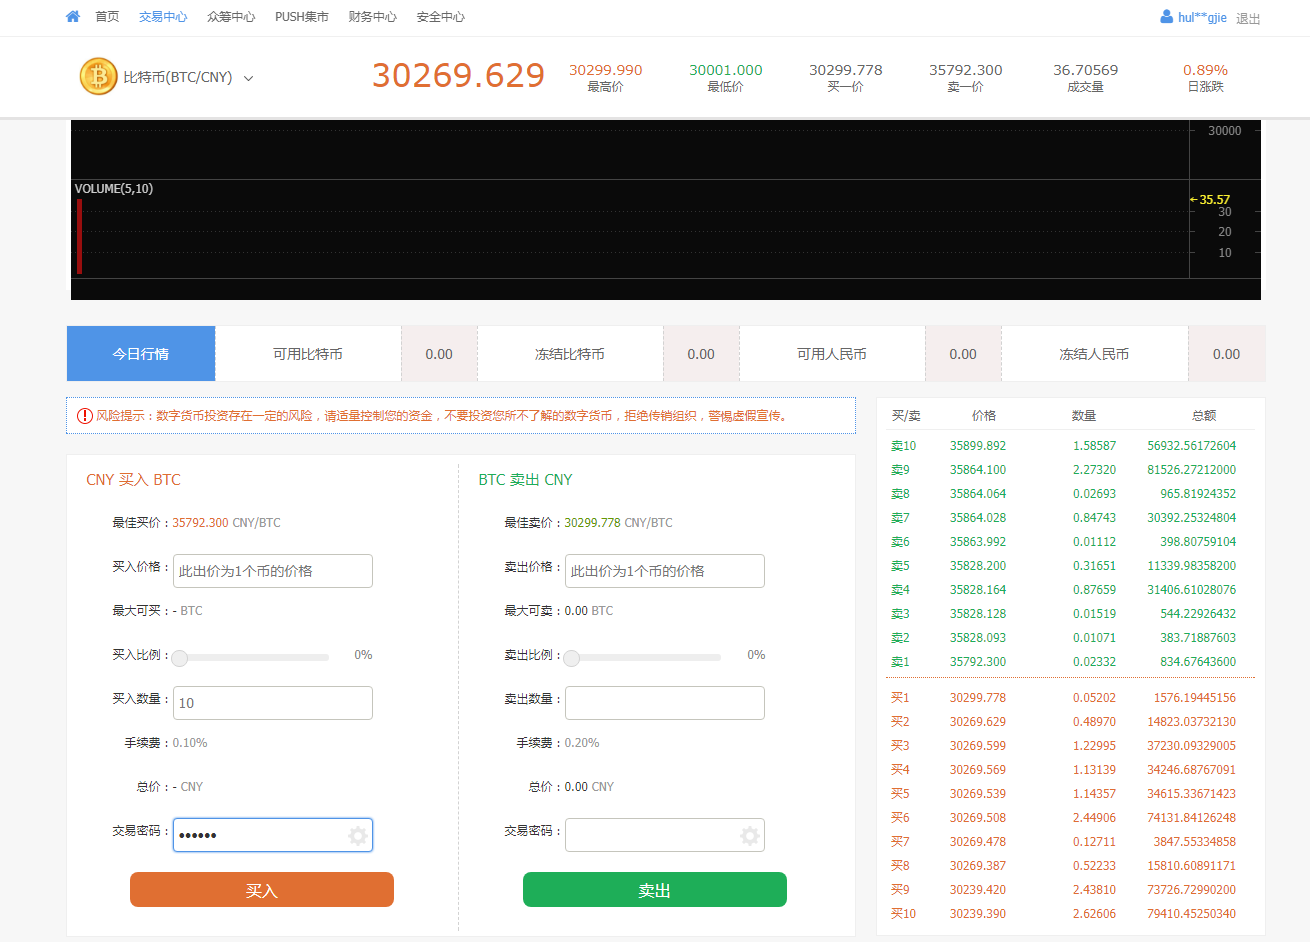 首页 交易中心 众筹中心 PUSH集市 财务中心 安全中心 hul**gjie 退出
比特币(BTC/CNY) 30269.629 30299.990 30001.000 30299.778 35792.300 36.70569 0.89%
最高价 最低价 买一价 卖一价 成交量 日涨跌
30000
VOLUME(5,10)
←35.57
30
20
10
今日行情 可用比特币 0.00 冻结比特币 0.00 可用人民币 0.00 冻结人民币 0.00
风险提示：数字货币投资存在一定的风险，请适量控制您的资金，不要投资您所不了解的数字货币，拒绝传销组织，警惕虚假宣传。
CNY 买入 BTC
最佳买价：35792.300 CNY/BTC
买入价格： 此出价为1个币的价格
最大可买：- BTC
买入比例： 0%
买入数量： 10
手续费：0.10%
总价：- CNY
交易密码： ••••••
买入
BTC 卖出 CNY
最佳卖价：30299.778 CNY/BTC
卖出价格： 此出价为1个币的价格
最大可卖：0.00 BTC
卖出比例： 0%
卖出数量：
手续费：0.20%
总价：0.00 CNY
交易密码：
卖出
买/卖 价格 数量 总额
卖10 35899.892 1.58587 56932.56172604
卖9 35864.100 2.27320 81526.27212000
卖8 35864.064 0.02693 965.81924352
卖7 35864.028 0.84743 30392.25324804
卖6 35863.992 0.01112 398.80759104
卖5 35828.200 0.31651 11339.98358200
卖4 35828.164 0.87659 31406.61028076
卖3 35828.128 0.01519 544.22926432
卖2 35828.093 0.01071 383.71887603
卖1 35792.300 0.02332 834.67643600
买1 30299.778 0.05202 1576.19445156
买2 30269.629 0.48970 14823.03732130
买3 30269.599 1.22995 37230.09329005
买4 30269.569 1.13139 34246.68767091
买5 30269.539 1.14357 34615.33671423
买6 30269.508 2.44906 74131.84126248
买7 30269.478 0.12711 3847.55334858
买8 30269.387 0.52233 15810.60891171
买9 30239.420 2.43810 73726.72990200
买10 30239.390 2.62606 79410.45250340